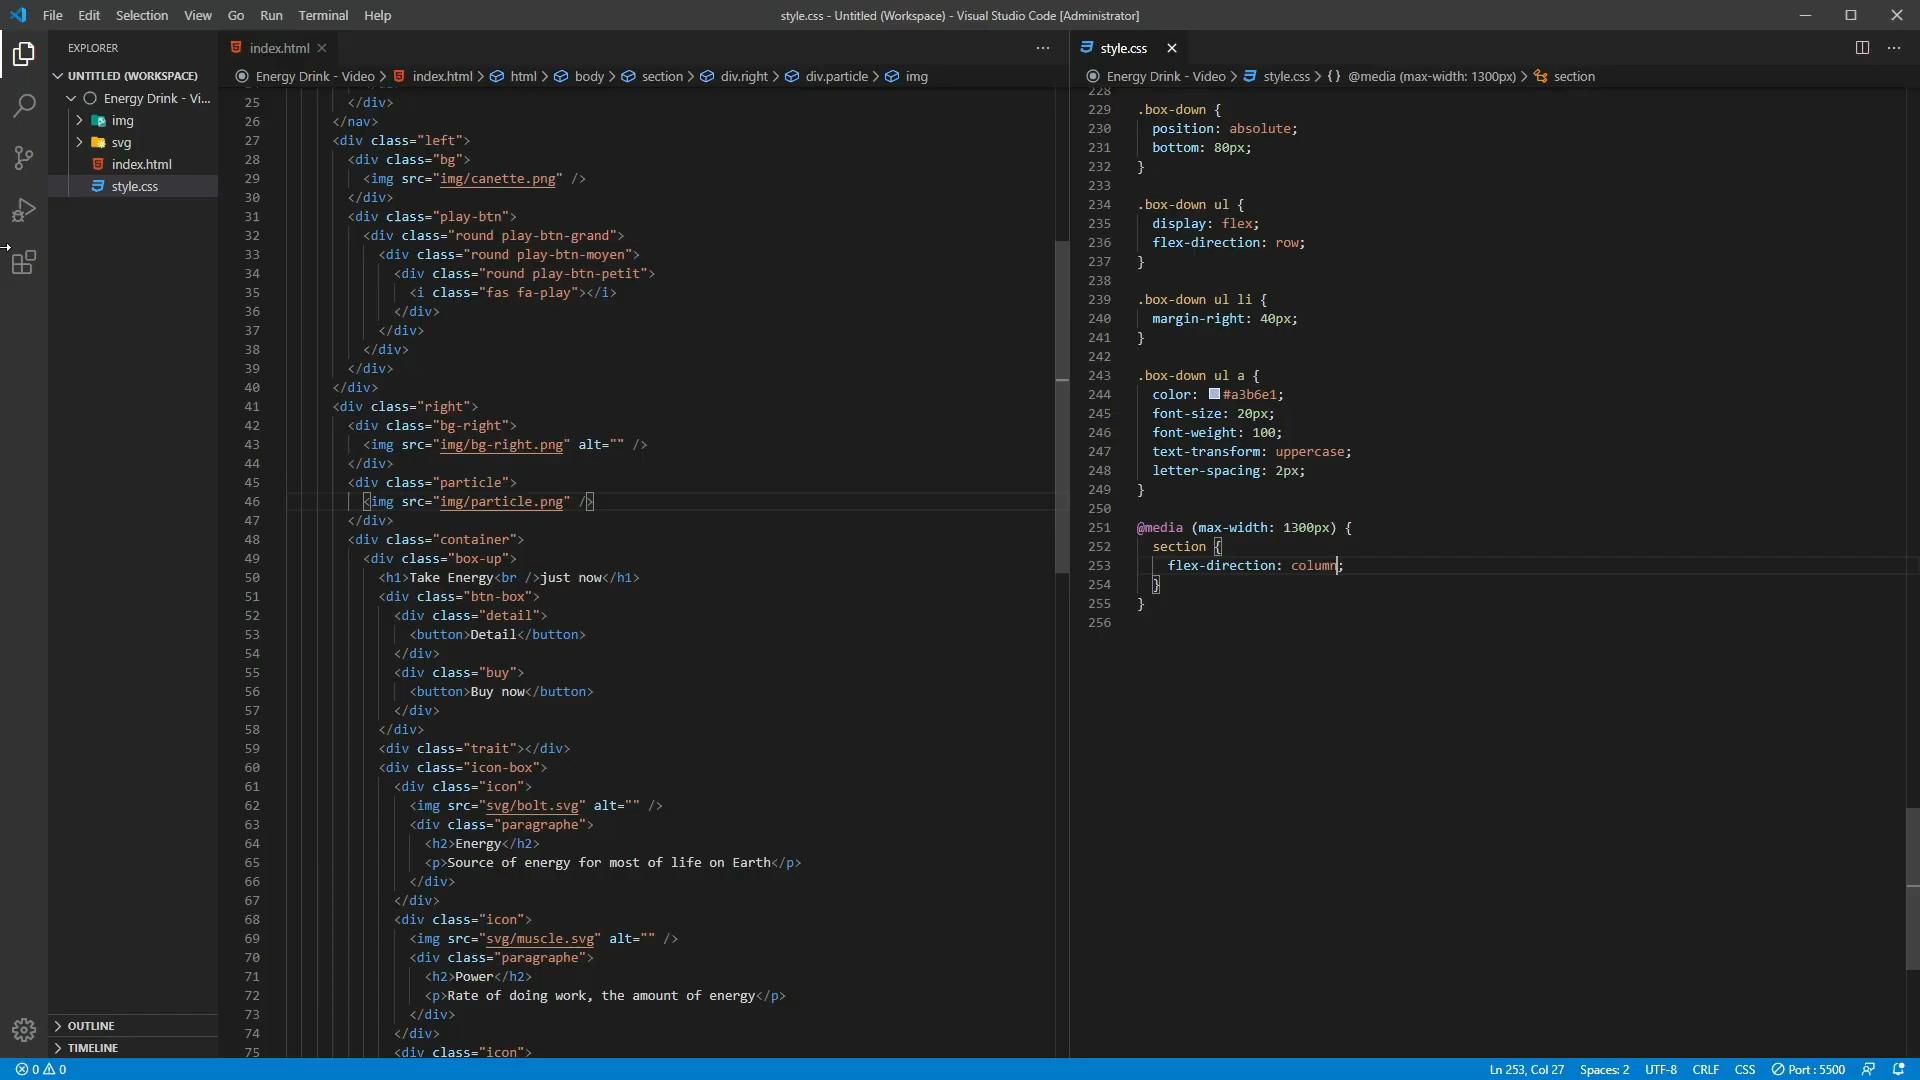 File Edit Selection View Go Run Terminal Help
style.css - Untitled (Workspace) - Visual Studio Code [Administrator]
EXPLORER
UNTITLED (WORKSPACE)
Energy Drink - Vi...
img
svg
index.html
style.css
OUTLINE
TIMELINE
index.html
Energy Drink - Video > index.html > html > body > section > div.right > div.particle > img
25 </div>
26 </nav>
27 <div class="left">
28 <div class="bg">
29 <img src="img/canette.png" />
30 </div>
31 <div class="play-btn">
32 <div class="round play-btn-grand">
33 <div class="round play-btn-moyen">
34 <div class="round play-btn-petit">
35 <i class="fas fa-play"></i>
36 </div>
37 </div>
38 </div>
39 </div>
40 </div>
41 <div class="right">
42 <div class="bg-right">
43 <img src="img/bg-right.png" alt="" />
44 </div>
45 <div class="particle">
46 <img src="img/particle.png" />
47 </div>
48 <div class="container">
49 <div class="box-up">
50 <h1>Take Energy<br />just now</h1>
51 <div class="btn-box">
52 <div class="detail">
53 <button>Detail</button>
54 </div>
55 <div class="buy">
56 <button>Buy now</button>
57 </div>
58 </div>
59 <div class="trait"></div>
60 <div class="icon-box">
61 <div class="icon">
62 <img src="svg/bolt.svg" alt="" />
63 <div class="paragraphe">
64 <h2>Energy</h2>
65 <p>Source of energy for most of life on Earth</p>
66 </div>
67 </div>
68 <div class="icon">
69 <img src="svg/muscle.svg" alt="" />
70 <div class="paragraphe">
71 <h2>Power</h2>
72 <p>Rate of doing work, the amount of energy</p>
73 </div>
74 </div>
75 <div class="icon">
style.css
Energy Drink - Video > style.css > {} @media (max-width: 1300px) > section
228
229 .box-down {
230 position: absolute;
231 bottom: 80px;
232 }
233
234 .box-down ul {
235 display: flex;
236 flex-direction: row;
237 }
238
239 .box-down ul li {
240 margin-right: 40px;
241 }
242
243 .box-down ul a {
244 color: #a3b6e1;
245 font-size: 20px;
246 font-weight: 100;
247 text-transform: uppercase;
248 letter-spacing: 2px;
249 }
250
251 @media (max-width: 1300px) {
252 section {
253 flex-direction: column;
254 }
255 }
256
0 0
Ln 253, Col 27 Spaces: 2 UTF-8 CRLF CSS Port : 5500